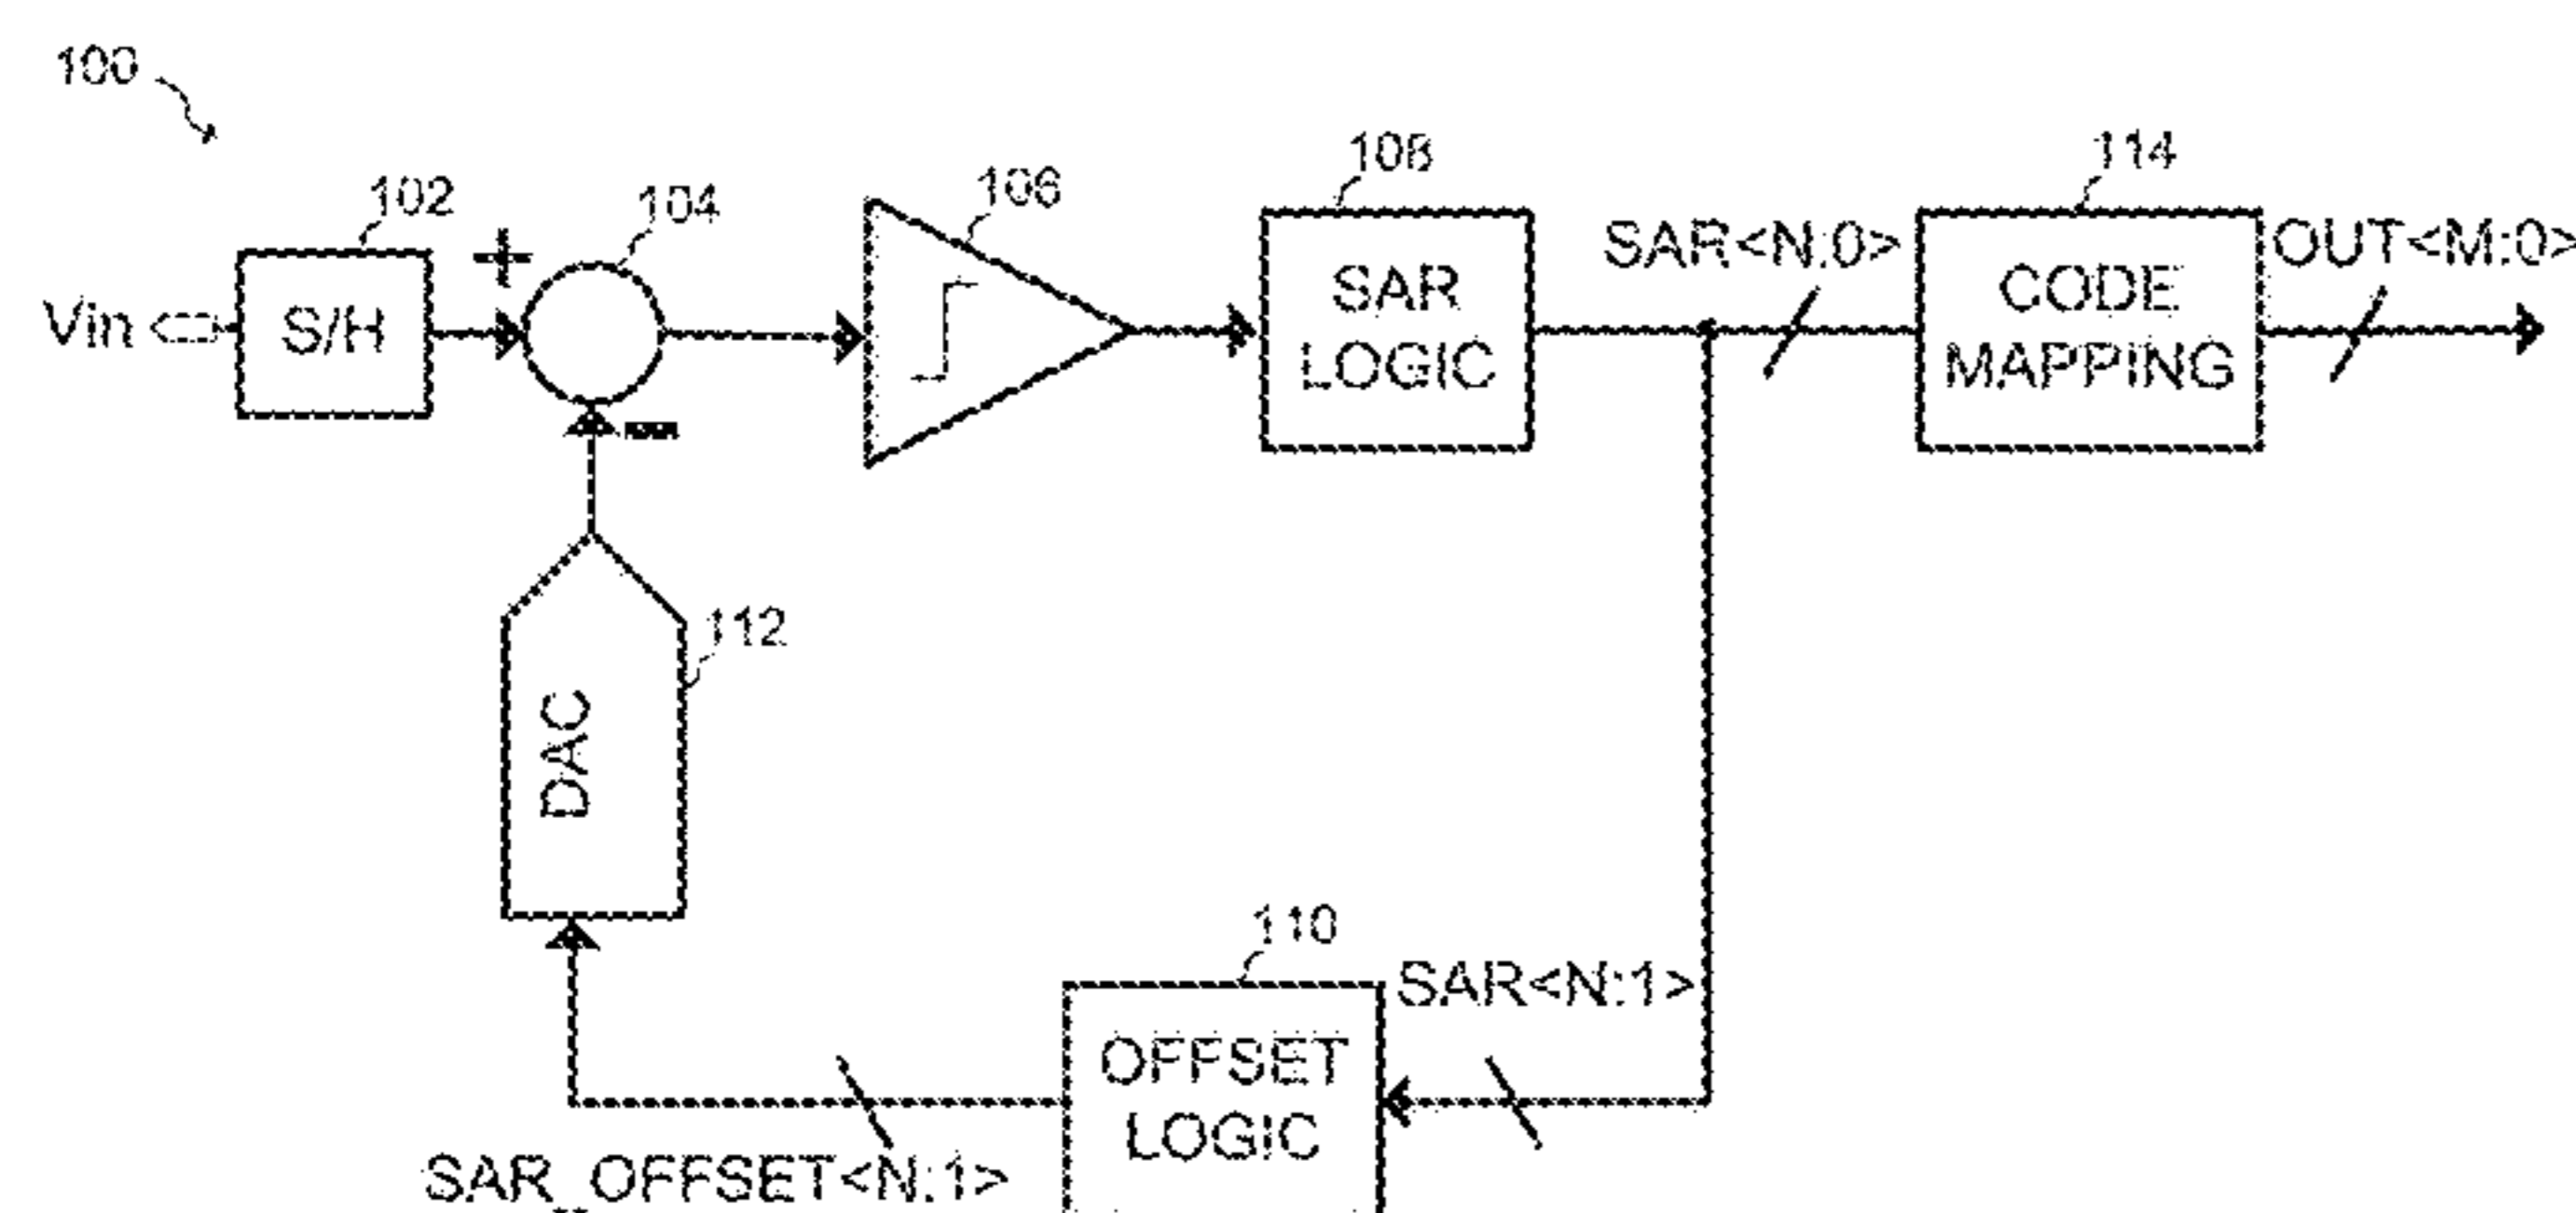 100
102
104
106
108
114
+
SAR<N:0>
OUT<M:0>
Vin
S/H
SAR
LOGIC
CODE
MAPPING
112
DAC
110
SAR<N:1>
OFFSET
LOGIC
SAR_OFFSET<N:1>